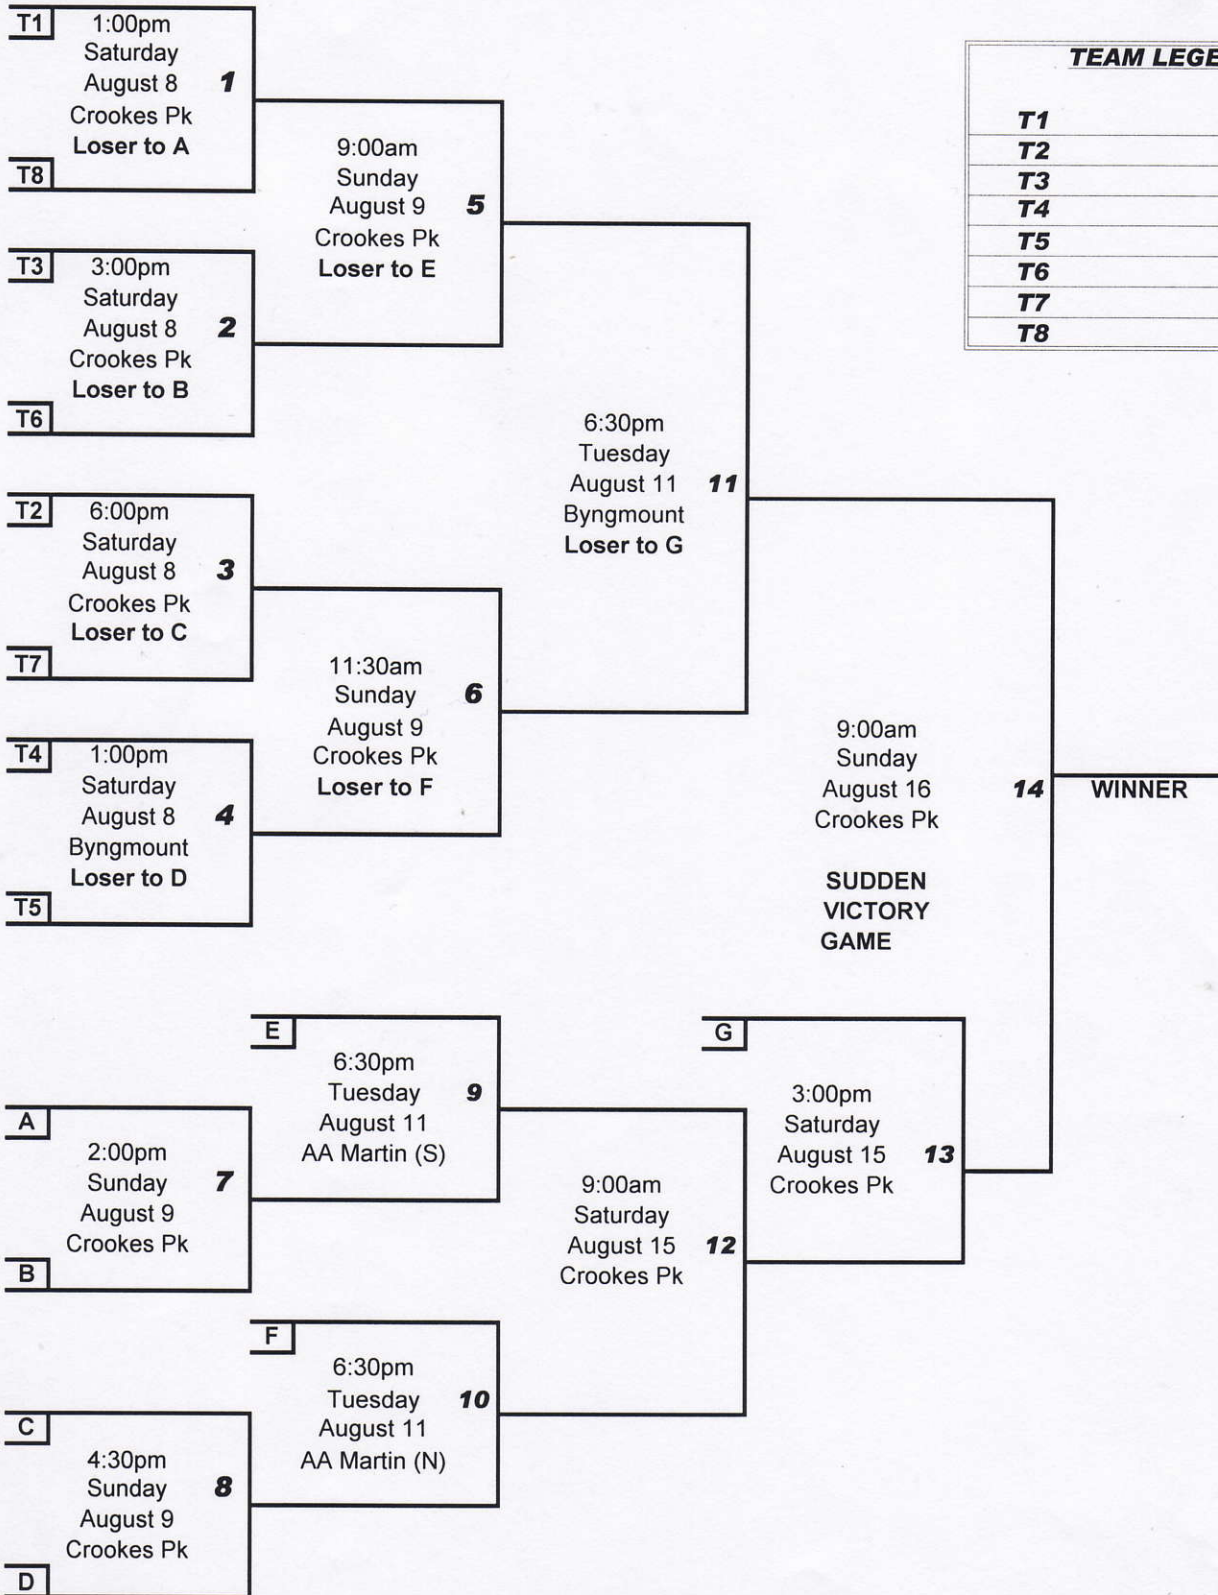 T1
1:00pm
Saturday
August 8 1
Crookes Pk
Loser to A
T8
T3
3:00pm
Saturday
August 8 2
Crookes Pk
Loser to B
T6
9:00am
Sunday
August 9 5
Crookes Pk
Loser to E
T2
6:00pm
Saturday
August 8 3
Crookes Pk
Loser to C
T7
T4
1:00pm
Saturday
August 8 4
Byngmount
Loser to D
T5
11:30am
Sunday 6
August 9
Crookes Pk
Loser to F
6:30pm
Tuesday
August 11 11
Byngmount
Loser to G
TEAM LEGE
T1
T2
T3
T4
T5
T6
T7
T8
9:00am
Sunday
August 16 14
Crookes Pk
SUDDEN
VICTORY
GAME
WINNER
E
6:30pm
Tuesday 9
August 11
AA Martin (S)
A
2:00pm
Sunday 7
August 9
Crookes Pk
B
F
6:30pm
Tuesday 10
August 11
AA Martin (N)
C
4:30pm
Sunday 8
August 9
Crookes Pk
D
9:00am
Saturday
August 15 12
Crookes Pk
G
3:00pm
Saturday
August 15 13
Crookes Pk